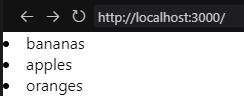 http://localhost:3000/
• bananas
• apples
• oranges